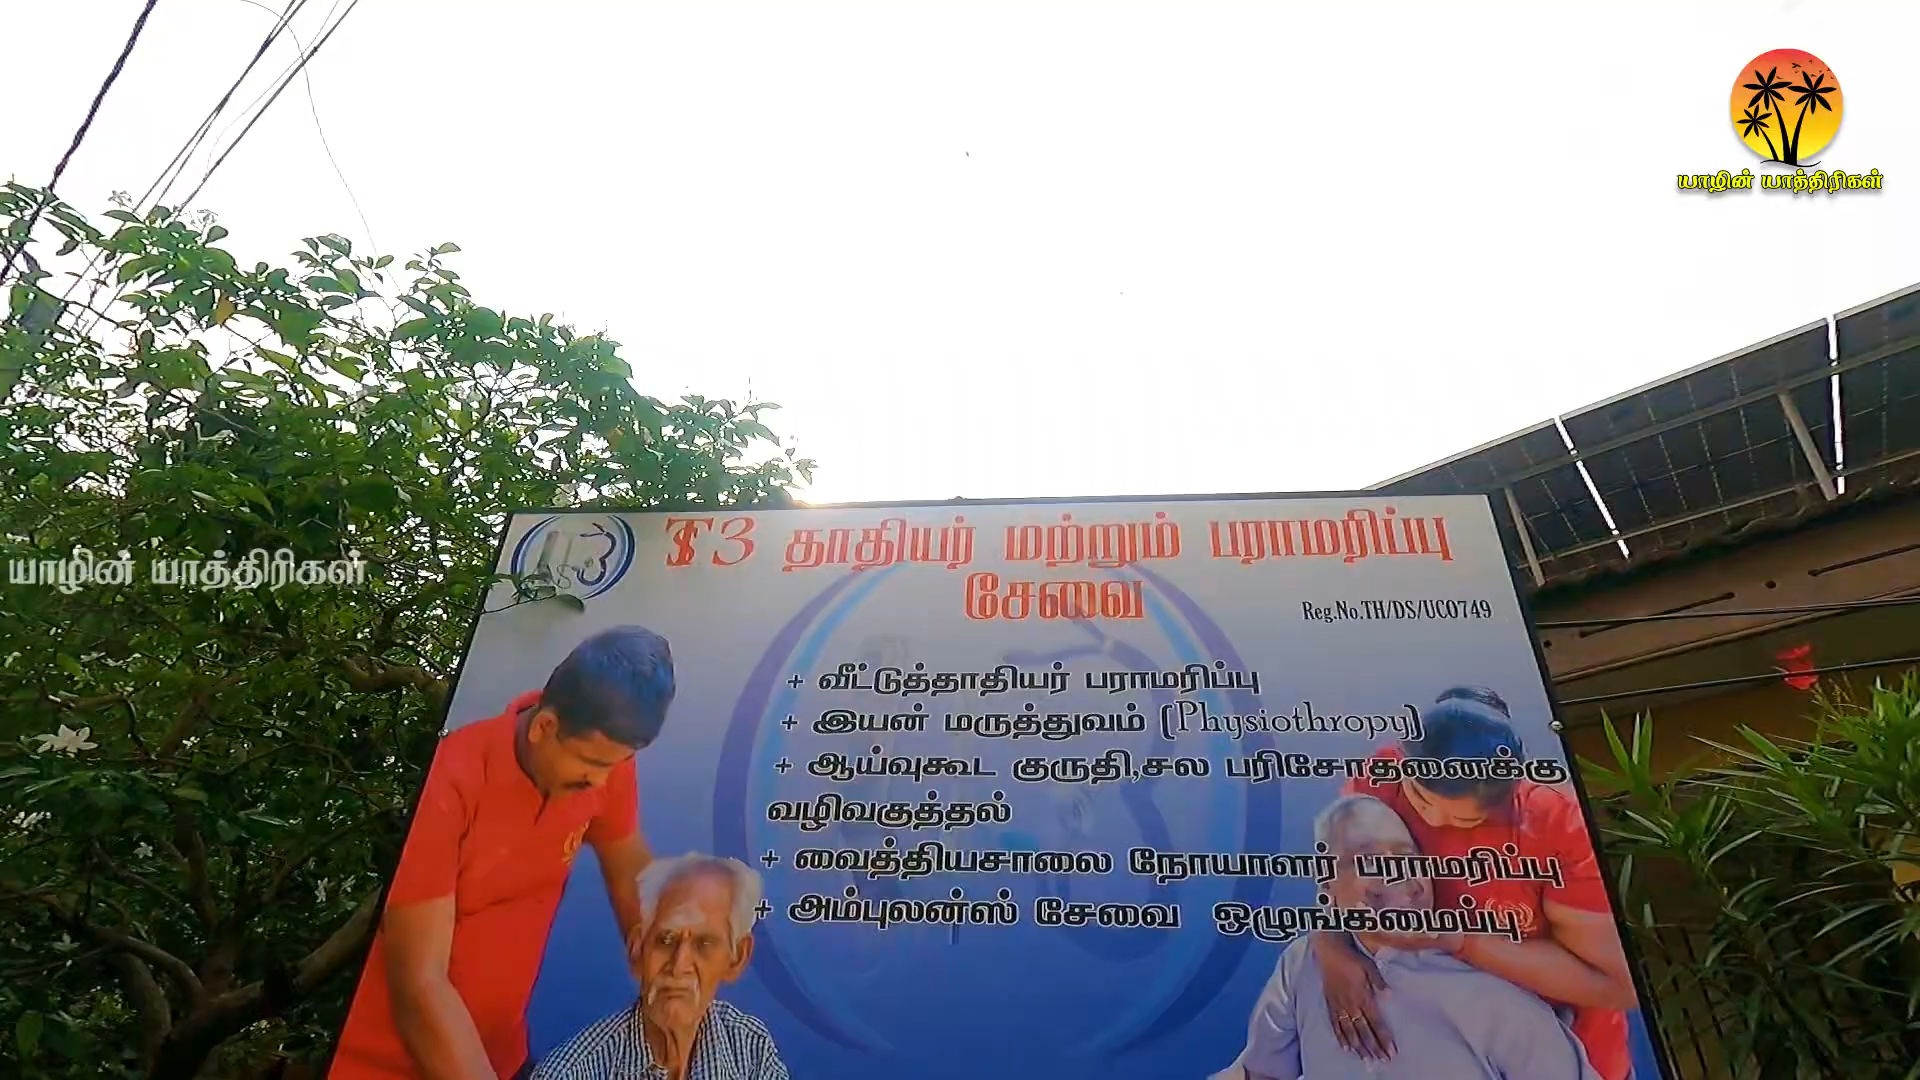 யாழின் யாத்திரிகள்
யாழின் யாத்திரிகள்
TS3 தாதியர் மற்றும் பராமரிப்பு
சேவை
Reg.No.TH/DS/UC0749
+ வீட்டுத்தாதியர் பராமரிப்பு
+ இயன் மருத்துவம் (Physiothropy)
+ ஆய்வுகூட குருதி,சல பரிசோதனைக்கு
வழிவகுத்தல்
+ வைத்தியசாலை நோயாளர் பராமரிப்பு
+ அம்புலன்ஸ் சேவை ஒழுங்கமைப்பு